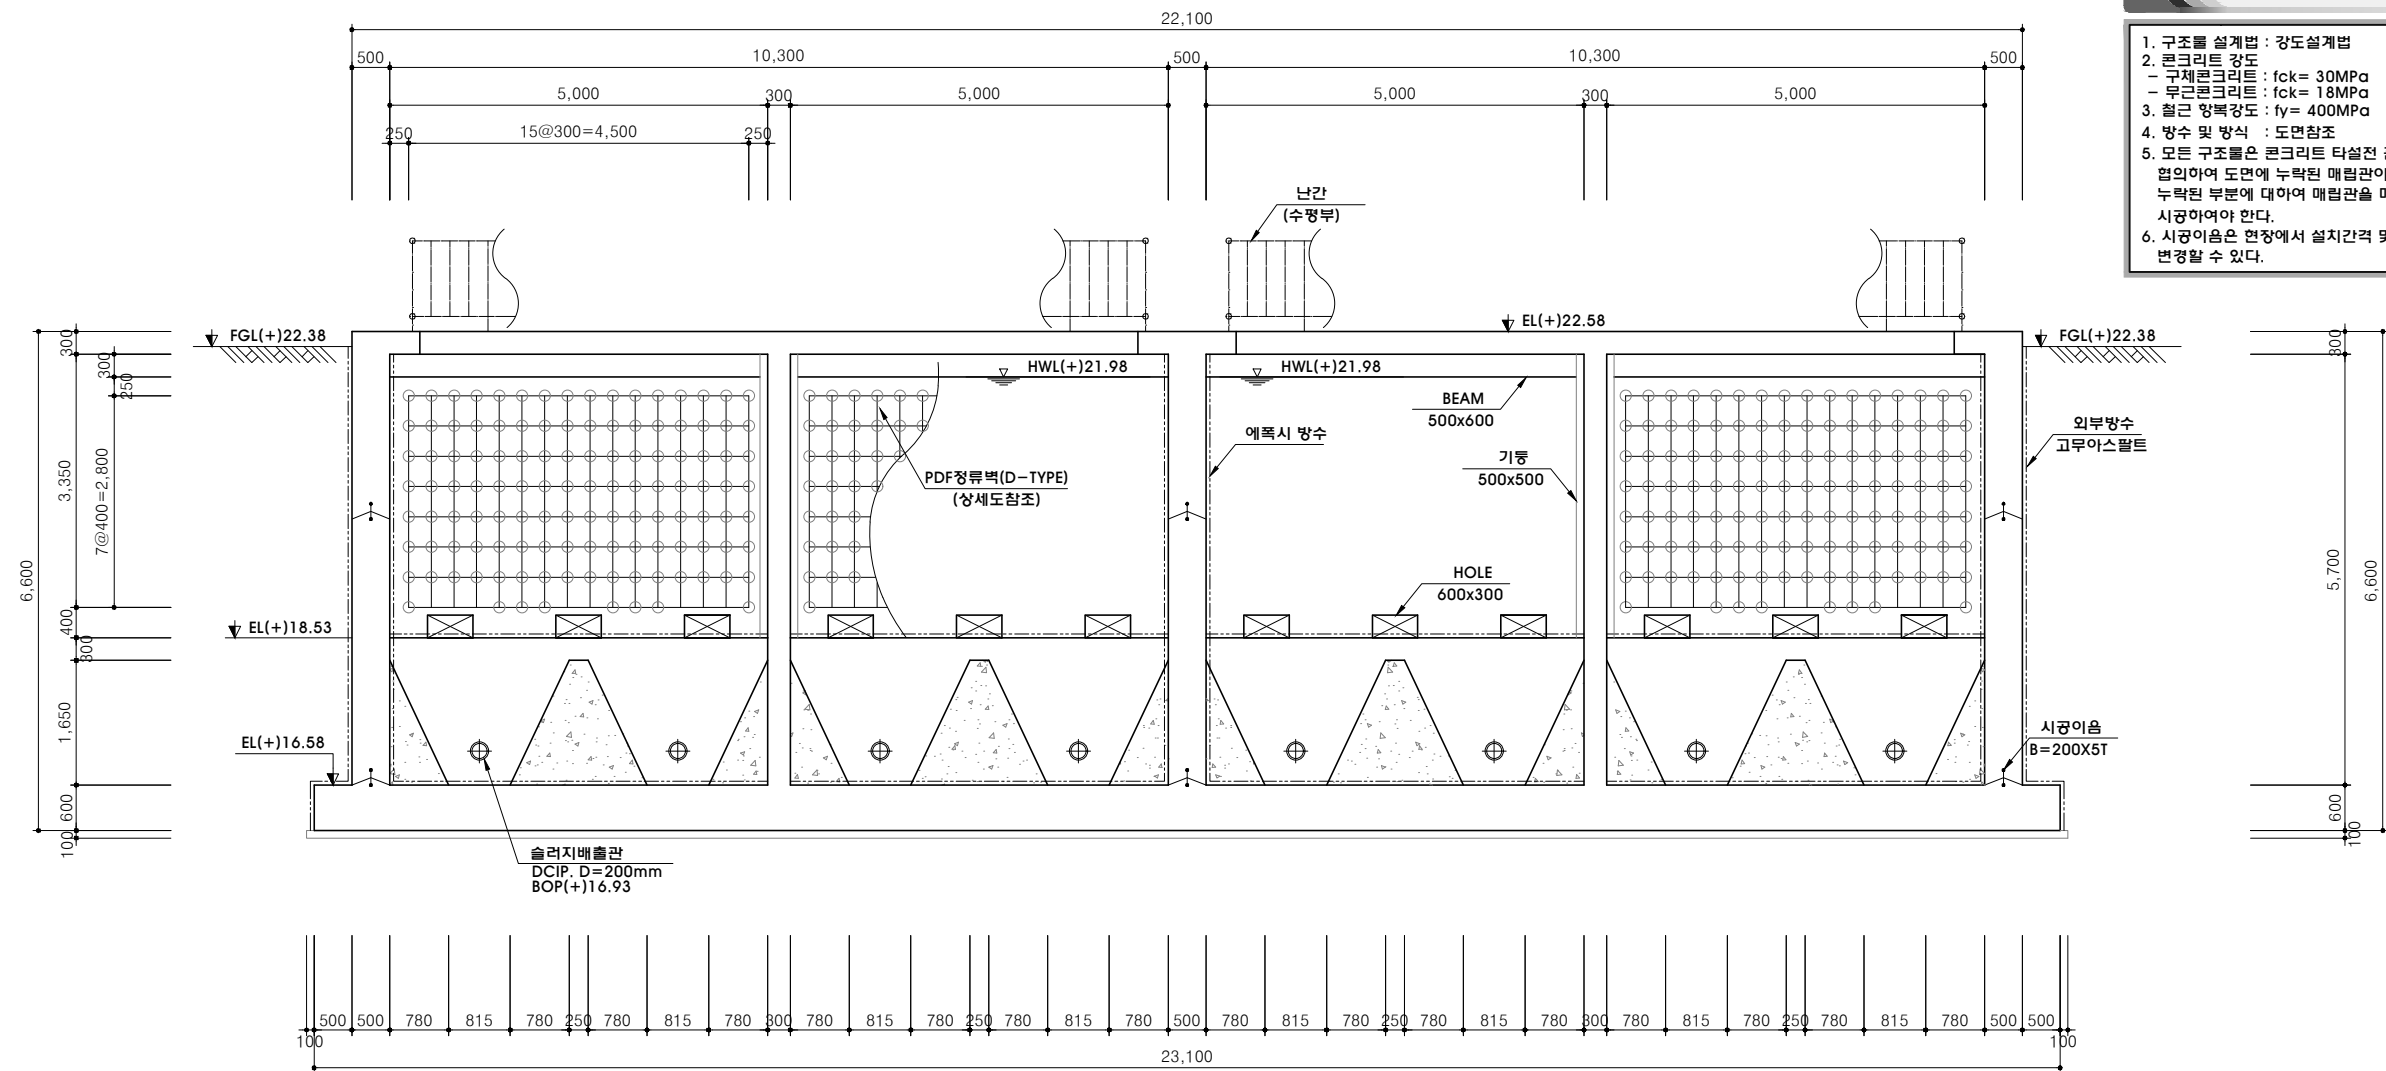 22,100
500
10,300
500
10,300
500
5,000
300
5,000
5,000
300
5,000
250
15@300=4,500
250
1. 구조물 설계법 : 강도설계법
2. 콘크리트 강도
- 구체콘크리트 : fck= 30MPa
- 무근콘크리트 : fck= 18MPa
3. 철근 항복강도 : fy= 400MPa
4. 방수 및 방식 : 도면참조
5. 모든 구조물은 콘크리트 타설전
협의하여 도면에 누락된 매립관이
누락된 부분에 대하여 매립관을
시공하여야 한다.
6. 시공이음은 현장에서 설치간격 및
변경할 수 있다.
난간
(수평부)
FGL(+)22.38
EL(+)22.58
FGL(+)22.38
HWL(+)21.98
HWL(+)21.98
BEAM
500x600
에폭시 방수
기둥
500x500
외부방수
고무아스팔트
PDF정류벽(D-TYPE)
(상세도참조)
HOLE
600x300
EL(+)18.53
EL(+)16.58
시공이음
B=200X5T
슬러지배출관
DCIP. D=200mm
BOP(+)16.93
6,600
300
3,350
400
300
1,650
600
100
300
250
7@400=2,800
300
5,700
600
100
6,600
500 500 780 815 780 250 780 815 780 300 780 815 780 250 780 815 780 500 780 815 780 250 780 815 780 300 780 815 780 250 780 815 780 500 500
100
100
23,100